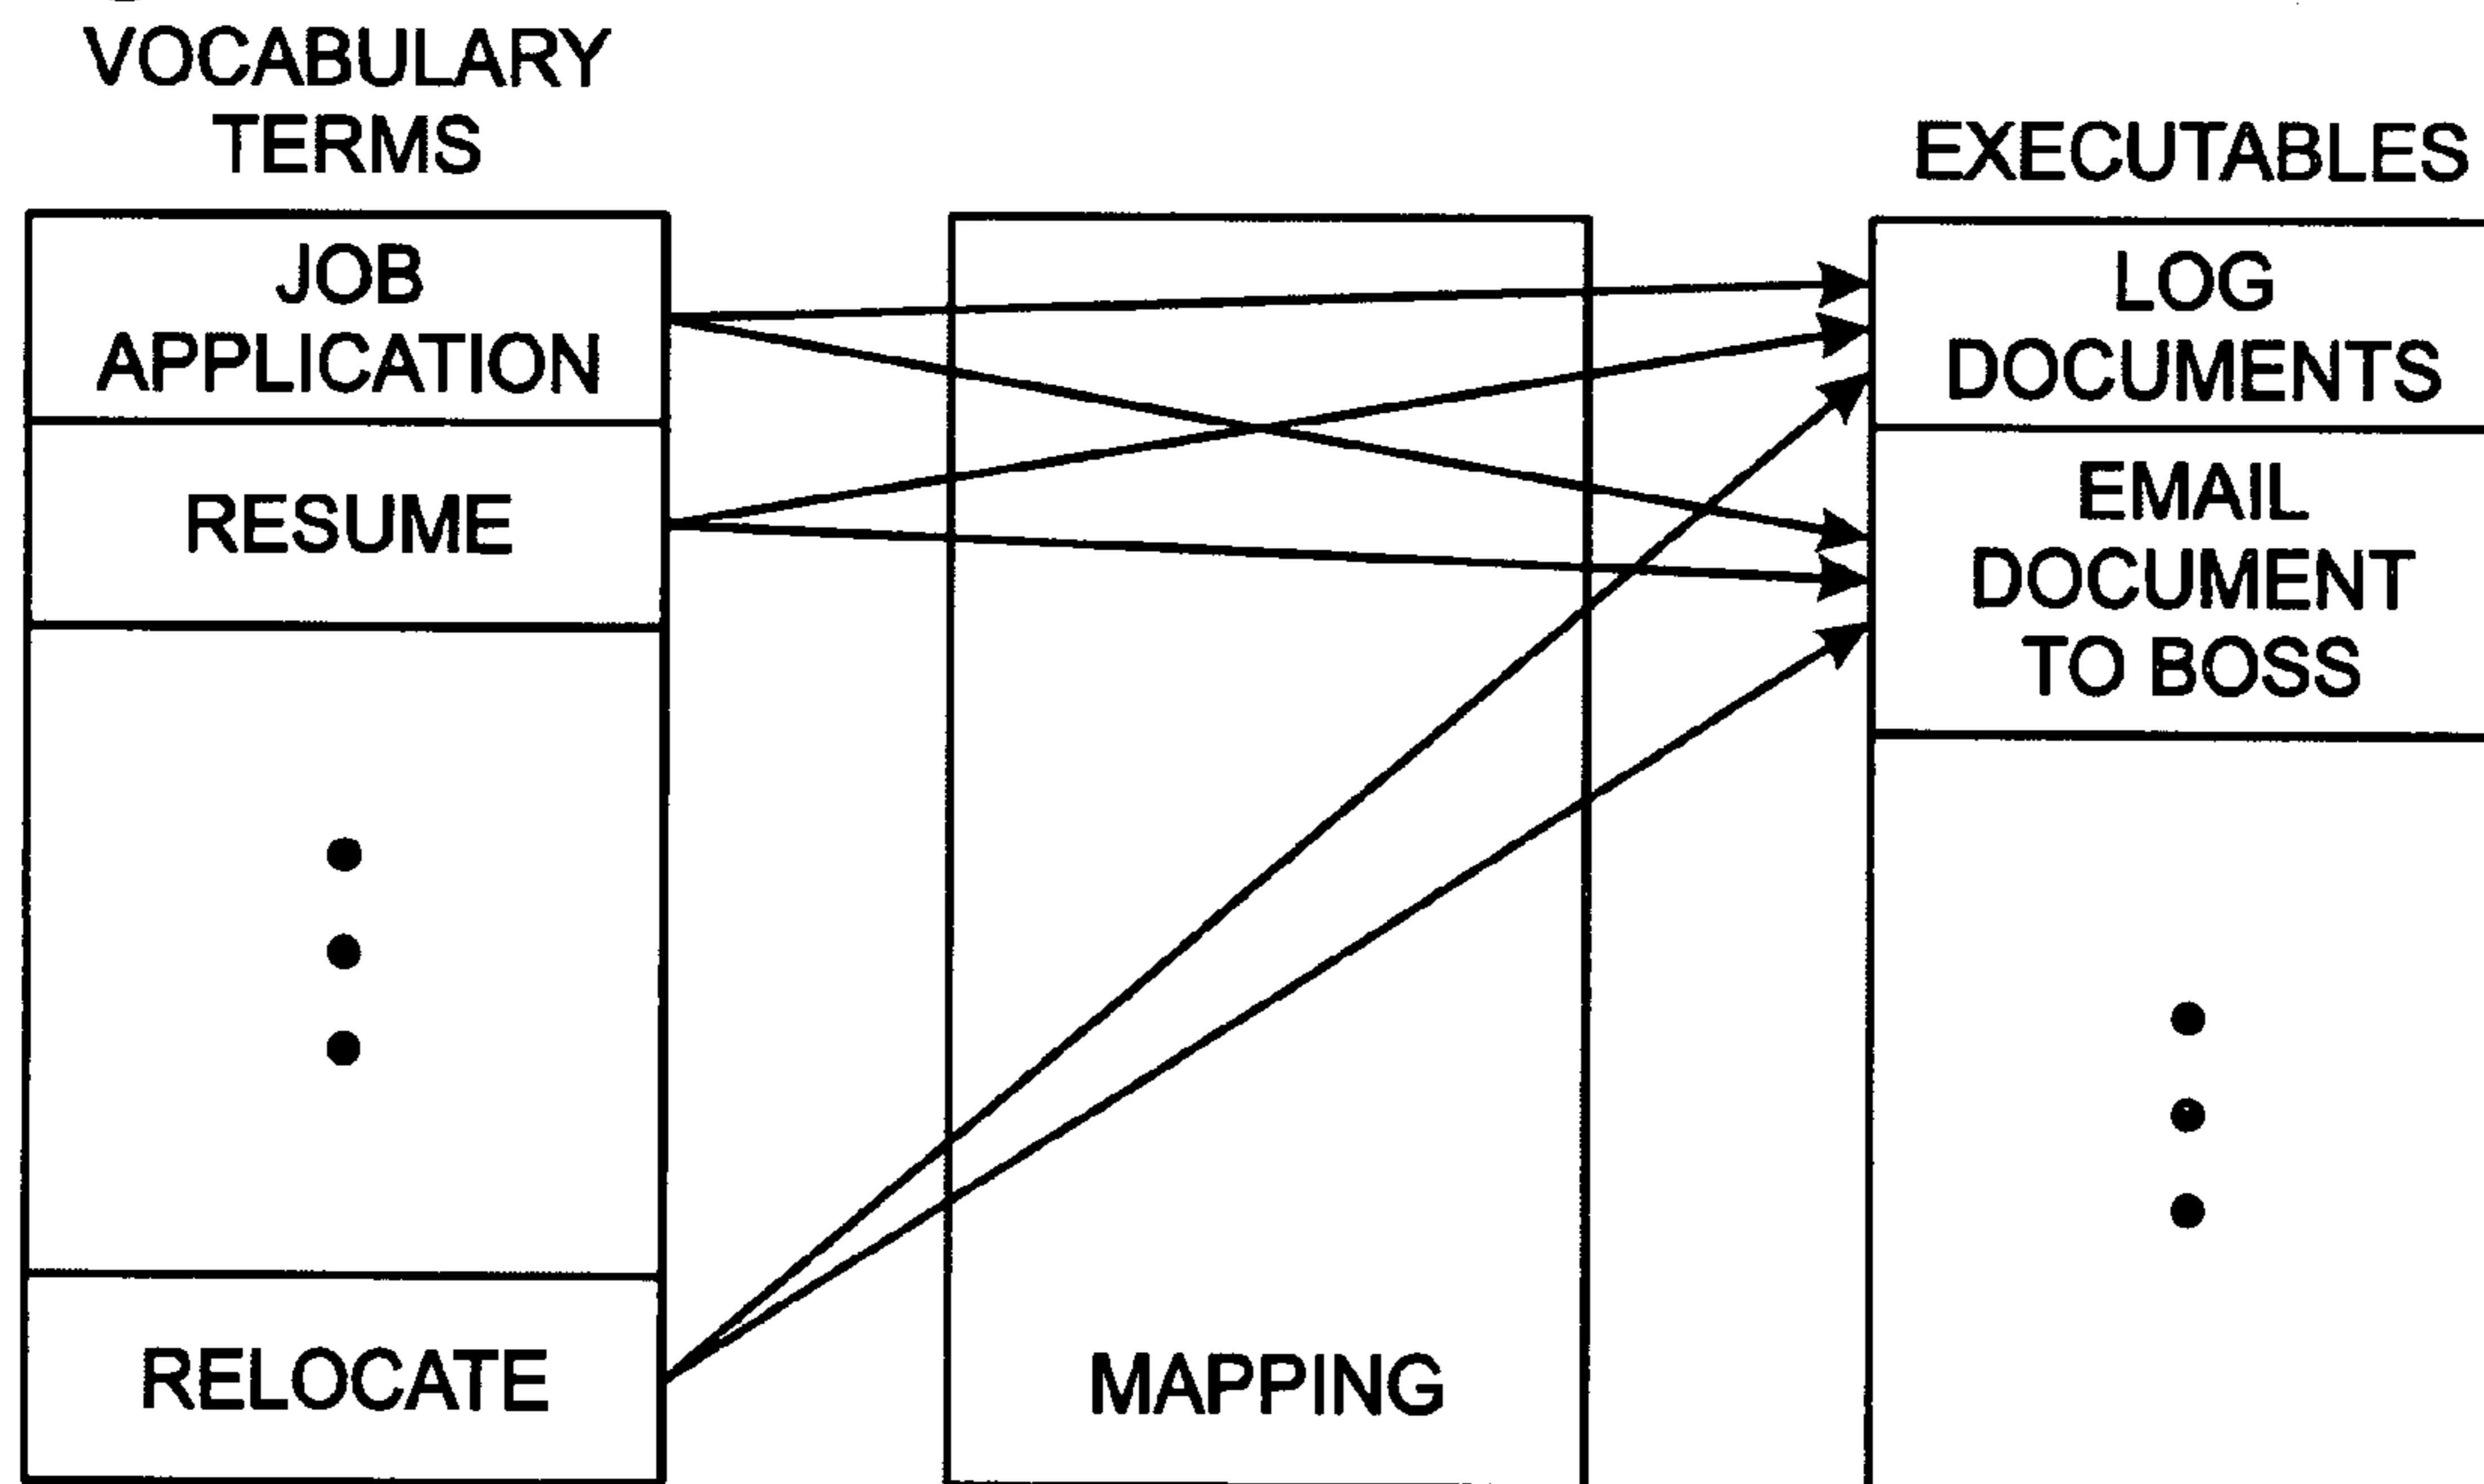 VOCABULARY
TERMS
EXECUTABLES
JOB
APPLICATION
RESUME
RELOCATE
MAPPING
LOG
DOCUMENTS
EMAIL
DOCUMENT
TO BOSS